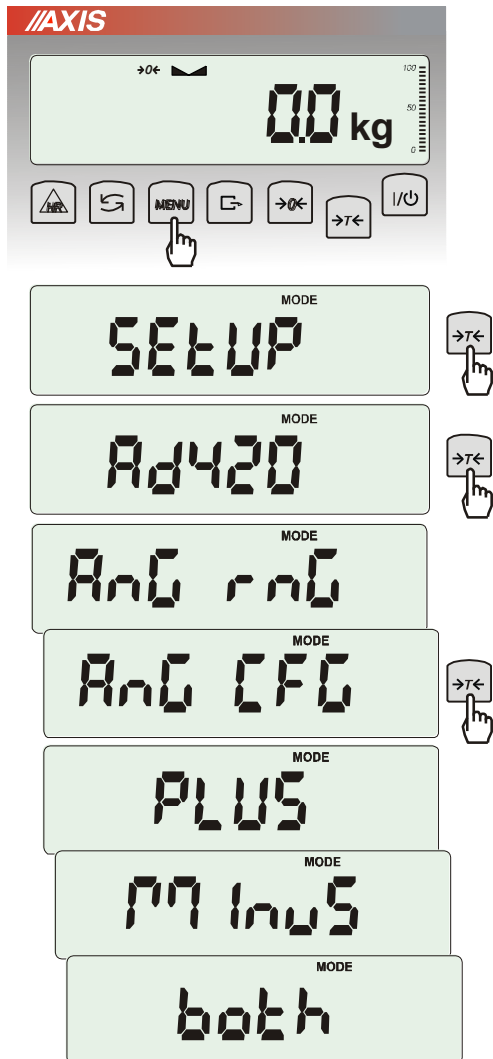 //AXIS
→0←
100
50
0.0 kg
0
HR MENU →0← →T← I/⏻
MODE
SEtUP
→T←
MODE
Ad420
→T←
MODE
AnG rnG
MODE
AnG CFG
→T←
MODE
PLUS
MODE
MInuS
MODE
both